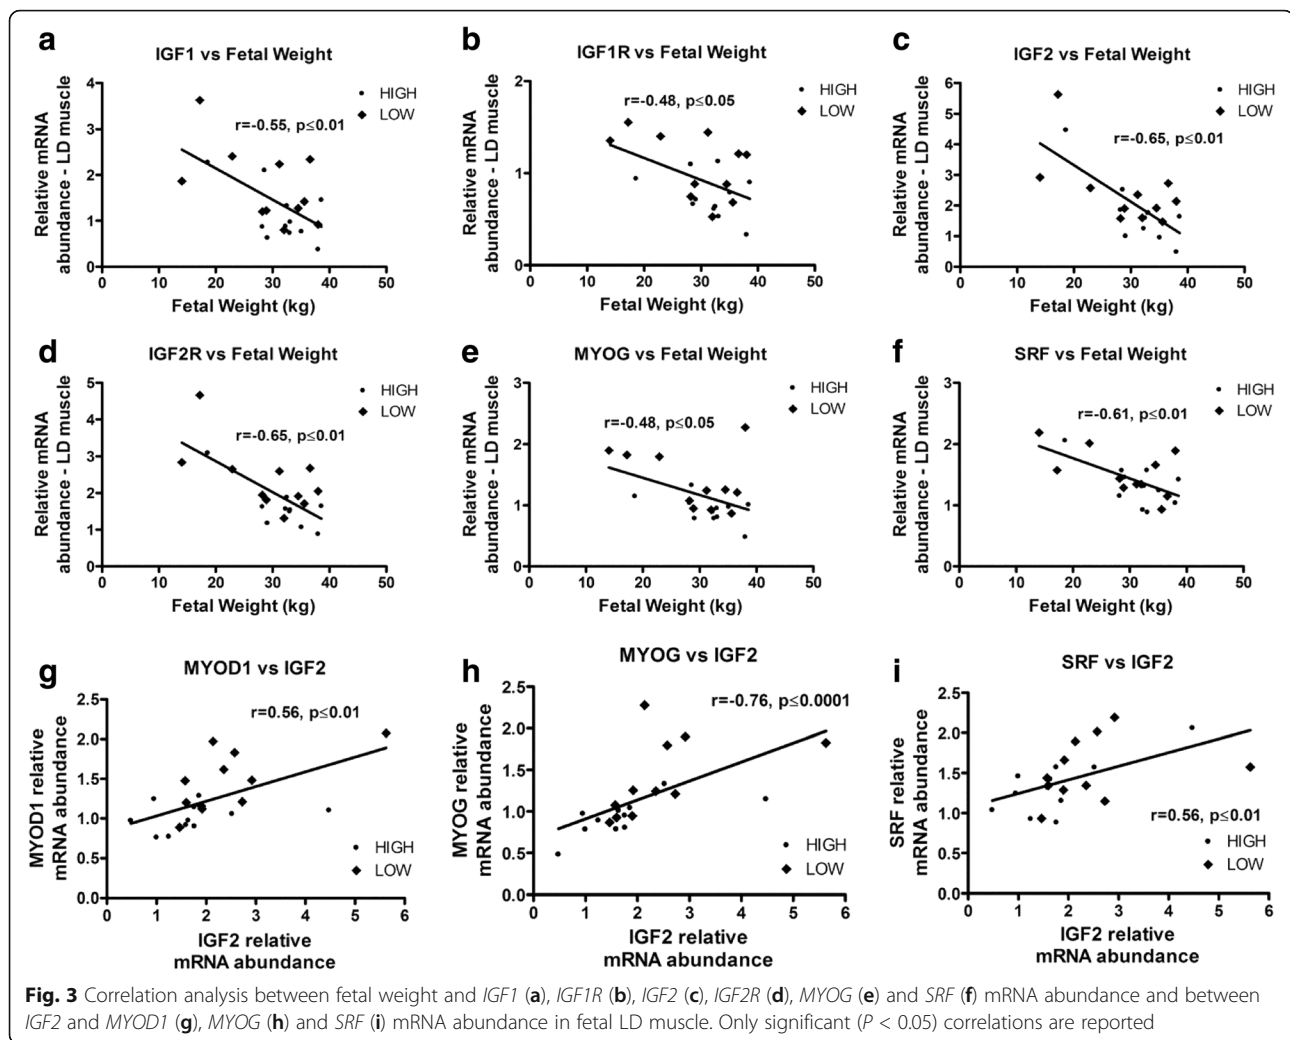 a
IGF1 vs Fetal Weight
Relative mRNA
abundance - LD muscle
4
3
2
1
0
0 10 20 30 40 50
Fetal Weight (kg)
r=-0.55, p≤0.01
HIGH
LOW
b
IGF1R vs Fetal Weight
Relative mRNA
abundance - LD muscle
2
1
0
0 10 20 30 40 50
Fetal Weight (kg)
r=-0.48, p≤0.05
HIGH
LOW
c
IGF2 vs Fetal Weight
Relative mRNA
abundance - LD muscle
6
5
4
3
2
1
0
0 10 20 30 40 50
Fetal Weight (kg)
r=-0.65, p≤0.01
HIGH
LOW
d
IGF2R vs Fetal Weight
Relative mRNA
abundance - LD muscle
5
4
3
2
1
0
0 10 20 30 40 50
Fetal Weight (kg)
r=-0.65, p≤0.01
HIGH
LOW
e
MYOG vs Fetal Weight
Relative mRNA
abundance - LD muscle
3
2
1
0
0 10 20 30 40 50
Fetal Weight (kg)
r=-0.48, p≤0.05
HIGH
LOW
f
SRF vs Fetal Weight
Relative mRNA
abundance - LD muscle
3
2
1
0
0 10 20 30 40 50
Fetal Weight (kg)
r=-0.61, p≤0.01
HIGH
LOW
g
MYOD1 vs IGF2
MYOD1 relative
mRNA abundance
2.5
2.0
1.5
1.0
0.5
0.0
0 1 2 3 4 5 6
IGF2 relative
mRNA abundance
r=0.56, p≤0.01
HIGH
LOW
h
MYOG vs IGF2
MYOG relative
mRNA abundance
2.5
2.0
1.5
1.0
0.5
0.0
0 1 2 3 4 5 6
IGF2 relative
mRNA abundance
r=-0.76, p≤0.0001
HIGH
LOW
i
SRF vs IGF2
SRF relative
mRNA abundance
2.5
2.0
1.5
1.0
0.5
0.0
0 1 2 3 4 5 6
IGF2 relative
mRNA abundance
r=0.56, p≤0.01
HIGH
LOW
Fig. 3 Correlation analysis between fetal weight and IGF1 (a), IGF1R (b), IGF2 (c), IGF2R (d), MYOG (e) and SRF (f) mRNA abundance and between
IGF2 and MYOD1 (g), MYOG (h) and SRF (i) mRNA abundance in fetal LD muscle. Only significant (P < 0.05) correlations are reported